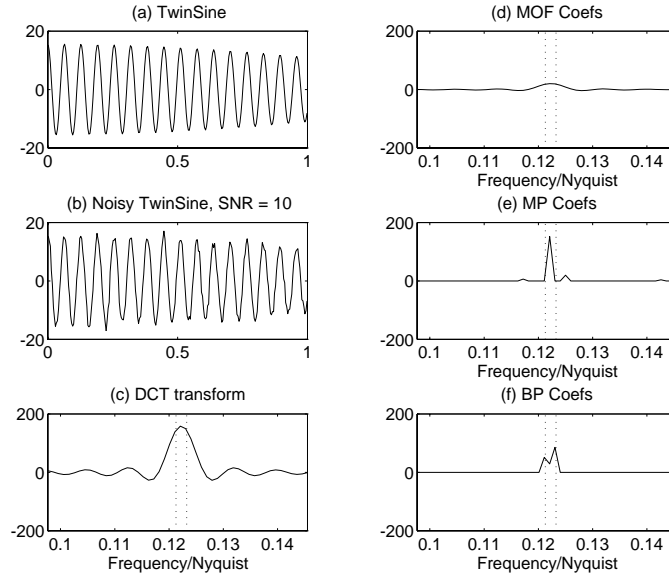 (a) TwinSine
20
0
-20
0 0.5 1
(b) Noisy TwinSine, SNR = 10
20
0
-20
0 0.5 1
(c) DCT transform
200
0
-200
0.1 0.11 0.12 0.13 0.14
Frequency/Nyquist
(d) MOF Coefs
200
0
-200
0.1 0.11 0.12 0.13 0.14
Frequency/Nyquist
(e) MP Coefs
200
0
-200
0.1 0.11 0.12 0.13 0.14
Frequency/Nyquist
(f) BP Coefs
200
0
-200
0.1 0.11 0.12 0.13 0.14
Frequency/Nyquist